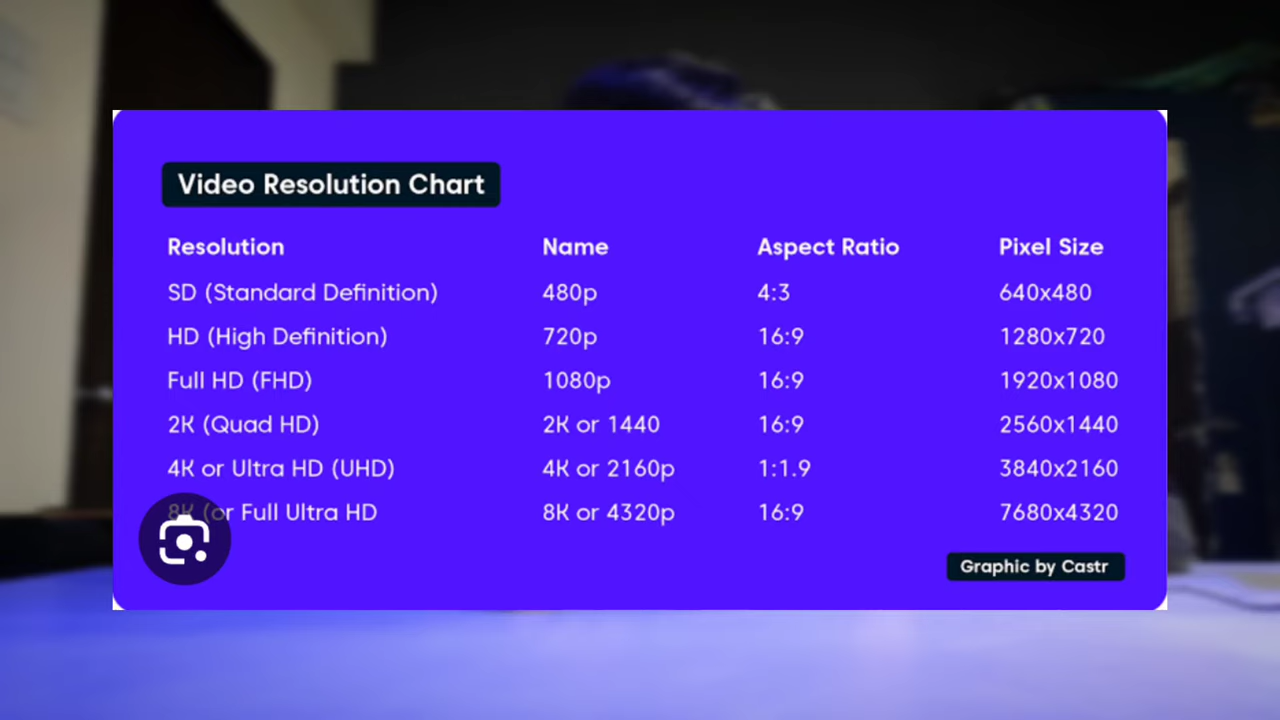 Video Resolution Chart
Resolution Name Aspect Ratio Pixel Size
SD (Standard Definition) 480p 4:3 640x480
HD (High Definition) 720p 16:9 1280x720
Full HD (FHD) 1080p 16:9 1920x1080
2K (Quad HD) 2K or 1440 16:9 2560x1440
4K or Ultra HD (UHD) 4K or 2160p 1:1.9 3840x2160
8K (or Full Ultra HD 8K or 4320p 16:9 7680x4320
Graphic by Castr